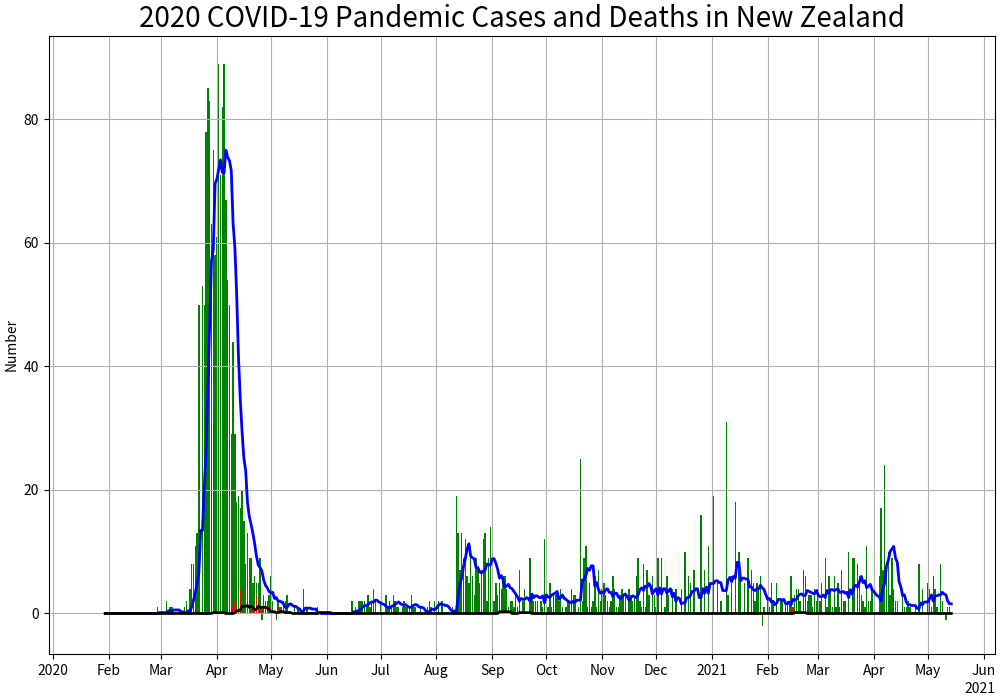 2020 COVID-19 Pandemic Cases and Deaths in New Zealand
Number
80
60
40
20
0
2020 Feb Mar Apr May Jun Jul Aug Sep Oct Nov Dec 2021 Feb Mar Apr May Jun
2021